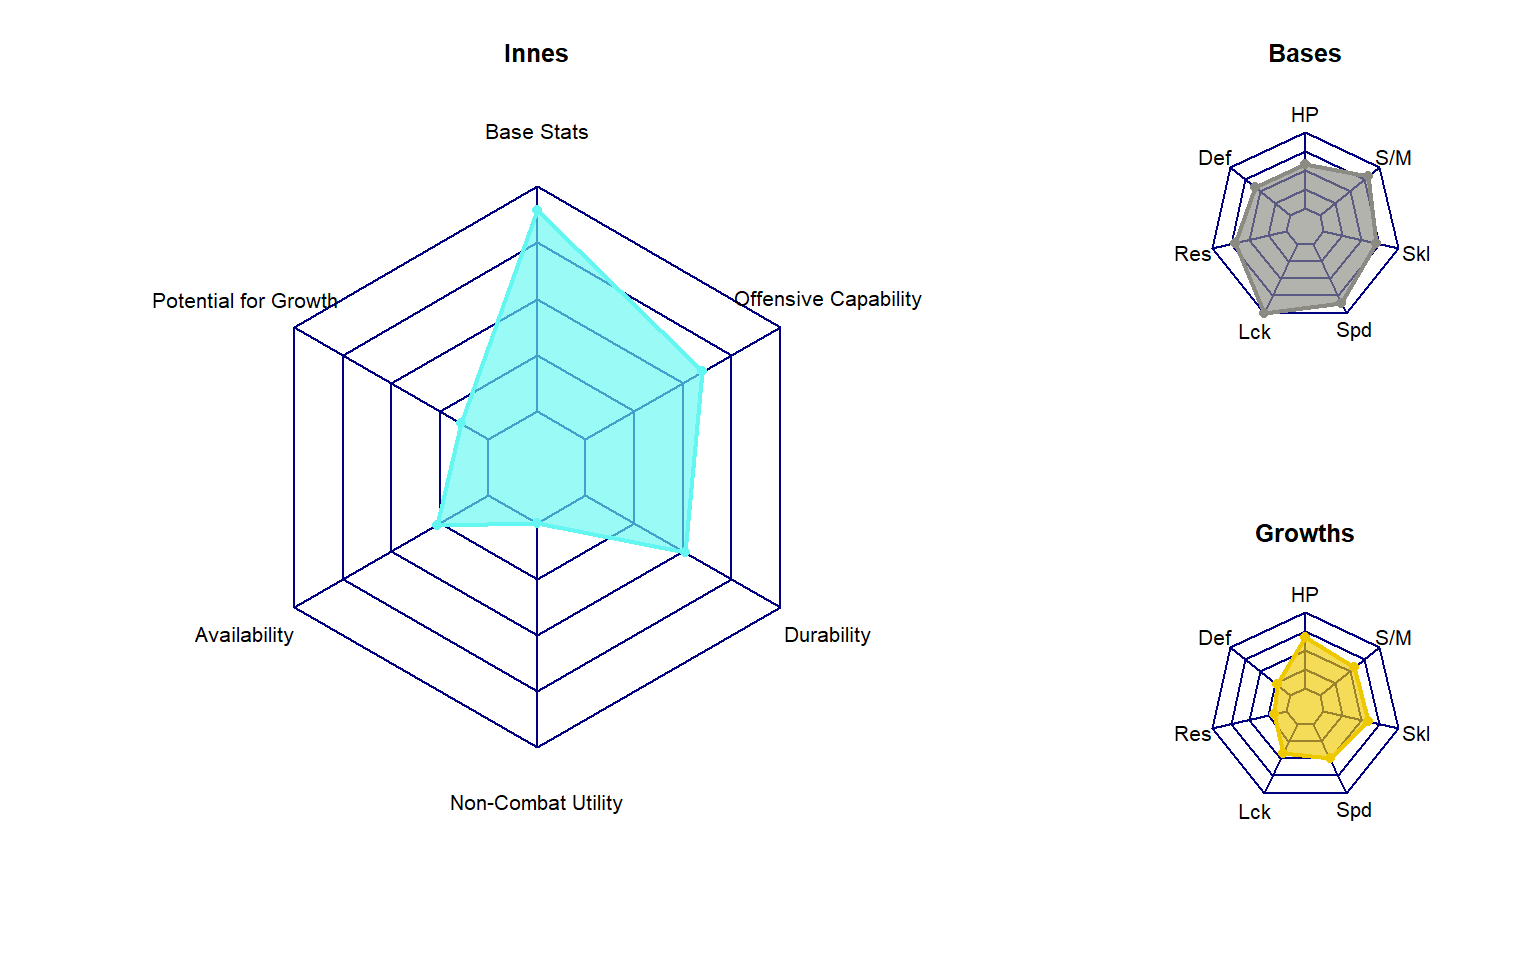 Innes
Base Stats
Offensive Capability
Potential for Growth
Availability
Durability
Non-Combat Utility
Bases
HP
Def
S/M
Res
Skl
Lck
Spd
Growths
HP
Def
S/M
Res
Skl
Lck
Spd